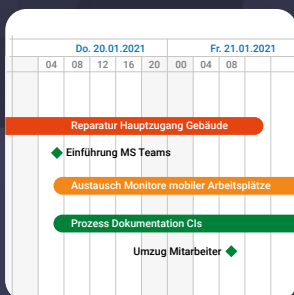 Do. 20.01.2021 Fr. 21.01.2021
04 08 12 16 20 00 04 08
Reparatur Hauptzugang Gebäude
Einführung MS Teams
Austausch Monitore mobiler Arbeitsplätze
Prozess Dokumentation CIs
Umzug Mitarbeiter